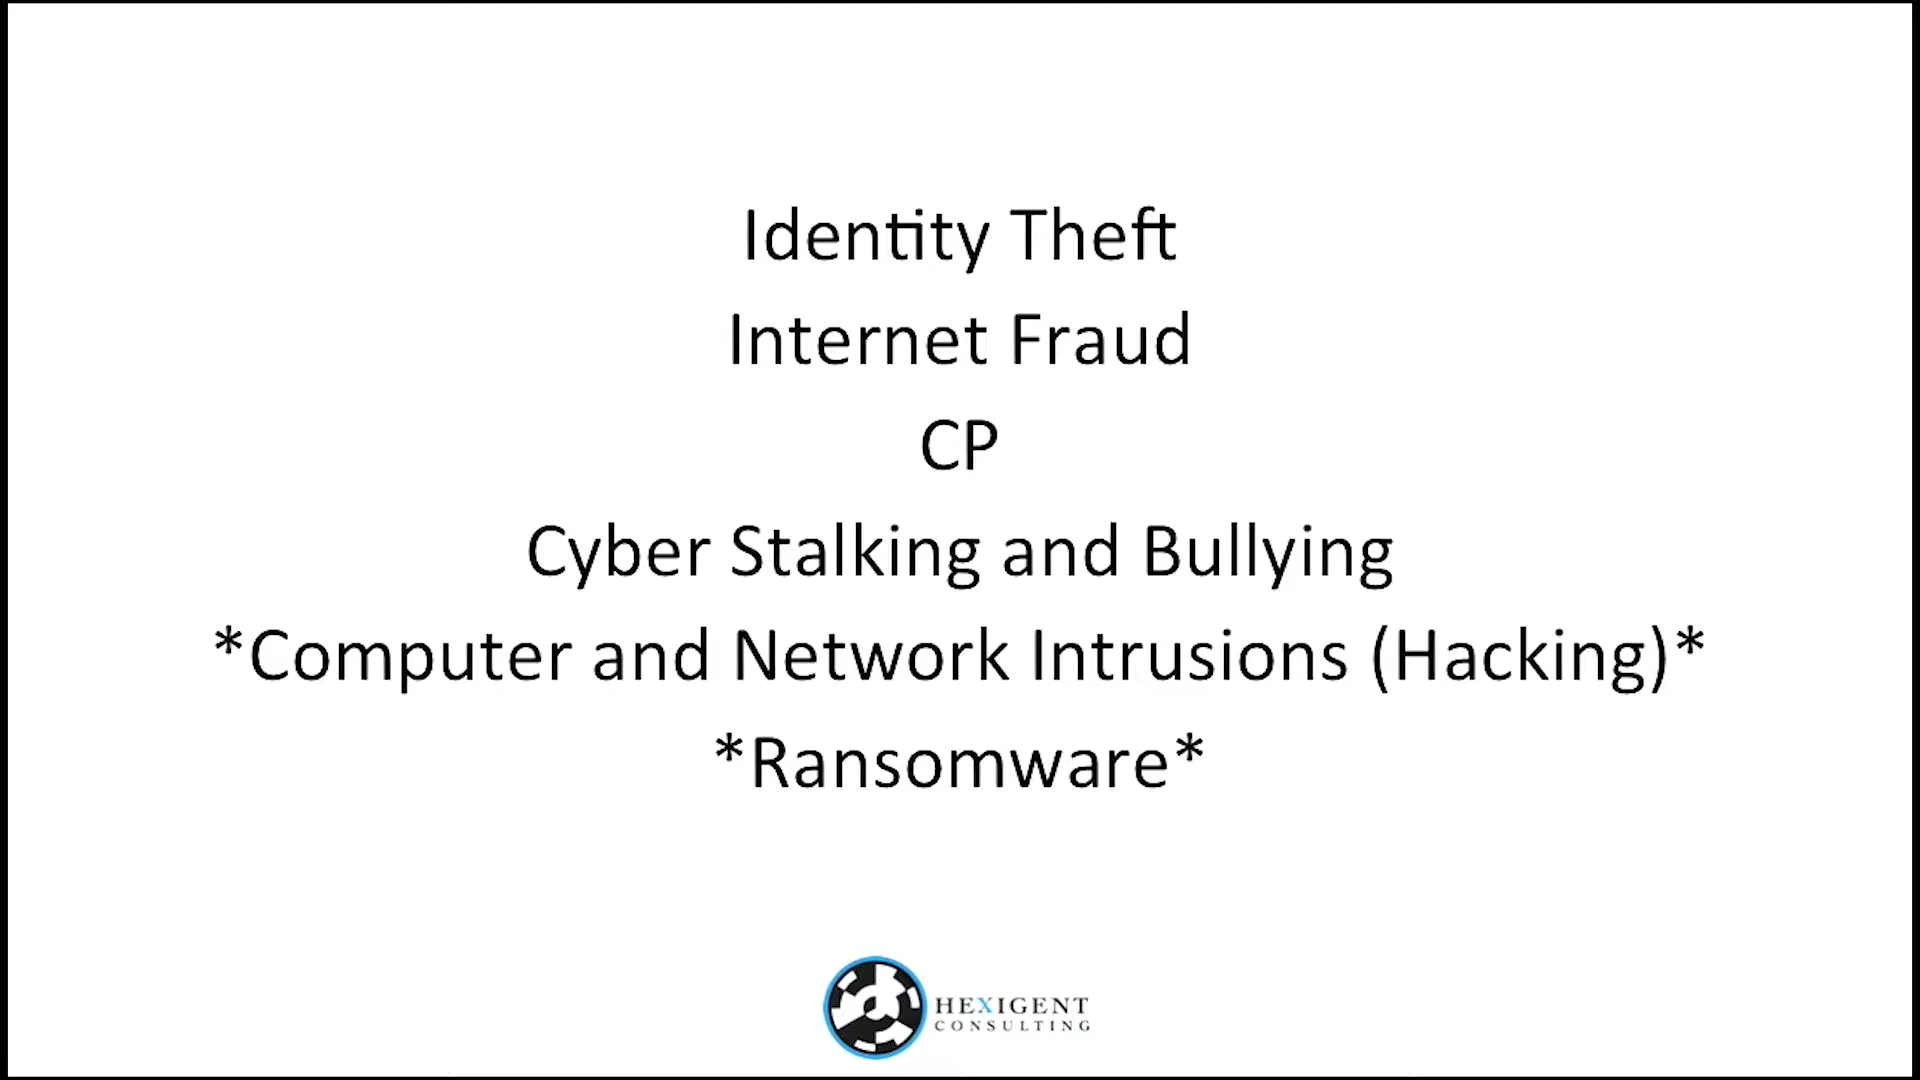 Identity Theft
Internet Fraud
CP
Cyber Stalking and Bullying
*Computer and Network Intrusions (Hacking)*
*Ransomware*
HEXIGENT
CONSULTING